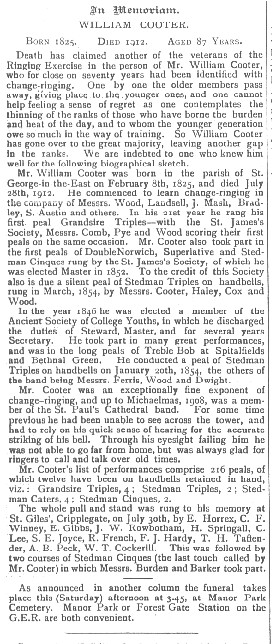 In Memoriam.
WILLIAM COOTER.
BORN 1825. DIED 1912. AGED 87 YEARS.
Death has claimed another of the veterans of the
Ringing Exercise in the person of Mr. William Cooter,
who for close on seventy years had been identified with
change-ringing. One by one the older members pass
away, giving place to the younger ones, and one cannot
help feeling a sense of regret as one contemplates the
thinning of the ranks of those who have borne the burden
and heat of the day, and to whom the younger generation
owe so much in the way of training. So William Cooter
has gone over to the great majority, leaving another gap
in the ranks. We are indebted to one who knew him
well for the following biographical sketch.
Mr. William Cooter was born in the parish of St.
George-in-the-East on February 8th, 1825, and died July
28th, 1912. He commenced to learn change-ringing in
the company of Messrs. Wood, Landsell, J. Mash, Brad-
ley, S. Austin and others. In his 21st year he rang his
first peal Grandsire Triples—with the St. James's
Society, Messrs. Comb, Pye and Wood scoring their first
peals on the same occasion. Mr. Cooter also took part in
the first peals of Double Norwich, Superlative and Sted-
man Cinques rung by the St. James's Society, of which he
was elected Master in 1852. To the credit of this Society
also is due a silent peal of Stedman Triples on handbells,
rung in March, 1854, by Messrs. Cooter, Haley, Cox and
Wood.
In the year 1846 he was elected a member of the
Ancient Society of College Youths, in which he discharged
the duties of Steward, Master, and for several years
Secretary. He took part in many great performances,
and was in the long peals of Treble Bob at Spitalfields
and Bethnal Green. He conducted a peal of Stedman
Triples on handbells on January 20th, 1854, the others of
the band being Messrs. Ferris, Wood and Dwight.
Mr. Cooter was an exceptionally fine exponent of
change-ringing, and up to Michaelmas, 1908, was a mem-
ber of the St. Paul's Cathedral band. For some time
previous he had been unable to see across the tower, and
had to rely on his quick sense of hearing for the accurate
striking of his bell. Through his eyesight failing him he
was not able to go far from home, but was always glad for
ringers to call and talk over old times.
Mr. Cooter's list of performances comprise 216 peals, of
which twelve have been on handbells retained in hand,
viz.: Grandsire Triples, 4; Stedman Triples, 2; Sted-
man Caters, 4; Stedman Cinques, 2.
The whole pull and stand was rung to his memory at
St. Giles', Cripplegate, on July 30th, by E. Horrex, C. F.
Winney, E. Gibbs, J. W. Rowbotham, H. Springall, C.
Lee, S. E. Joyce, R. French, F. J. Hardy, T. H. Taffen-
der, A. B. Peck, W. T. Cockerill. This was followed by
two courses of Stedman Cinques (the last touch called by
Mr. Cooter) in which Messrs. Burden and Barker took part.
As announced in another column the funeral takes
place this (Saturday) afternoon at 3-45, at Manor Park
Cemetery. Manor Park or Forest Gate Station on the
G.E.R. are both convenient.